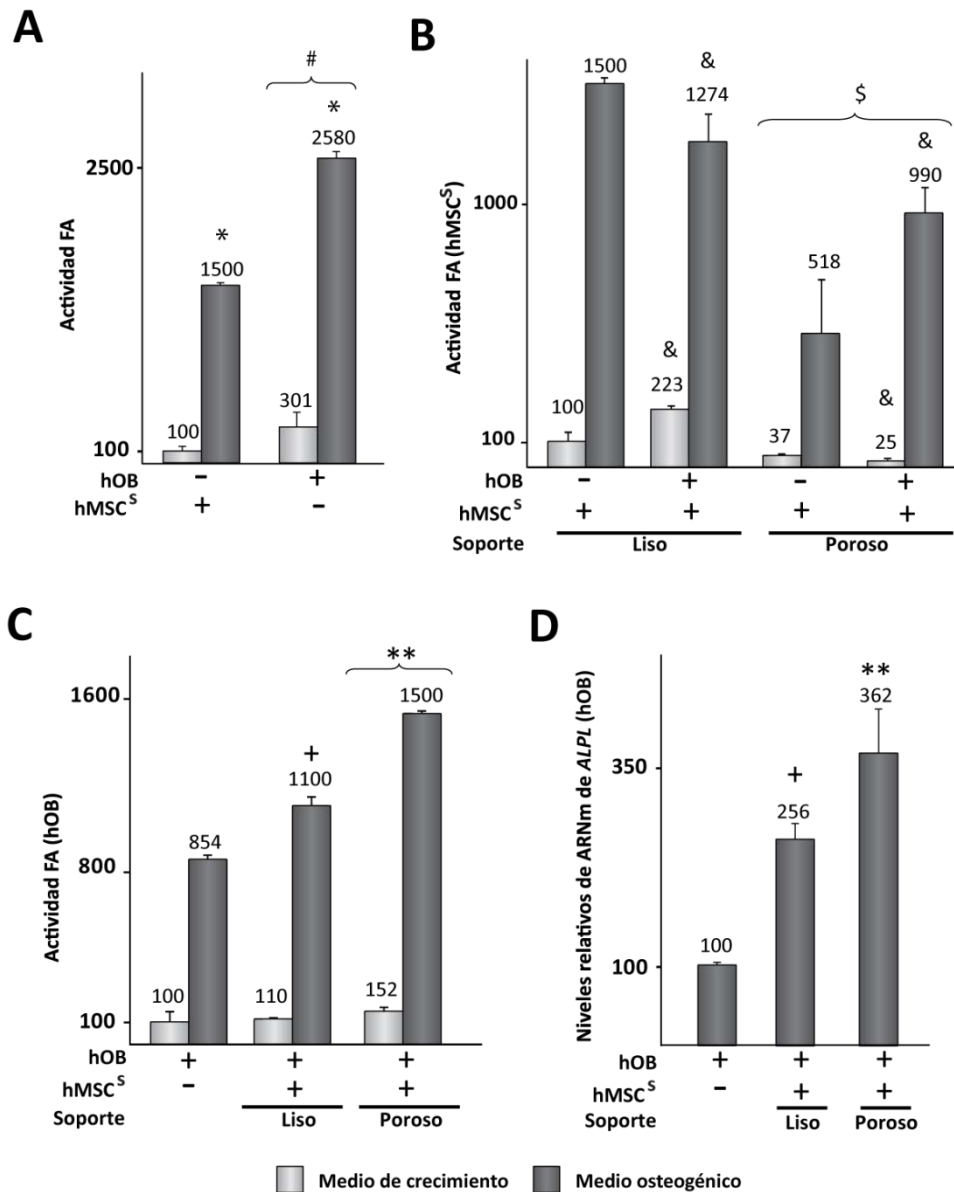 A
#
*
2580
*
2500
1500
301
100
100
Actividad FA
hOB - +
hMSC^S + -
B
1500
&
1274
$
&
990
1000
518
&
223
100
&
37
25
100
Actividad FA (hMSC^S)
hOB - + - +
hMSC^S + + + +
Soporte Liso Poroso
C
**
1500
1600
+
1100
854
800
152
100
110
100
Actividad FA (hOB)
hOB + + +
hMSC^S - + +
Soporte Liso Poroso
D
**
362
350
+
256
100
100
Niveles relativos de ARNm de ALPL (hOB)
hOB + + +
hMSC^S - + +
Soporte Liso Poroso
Medio de crecimiento Medio osteogénico